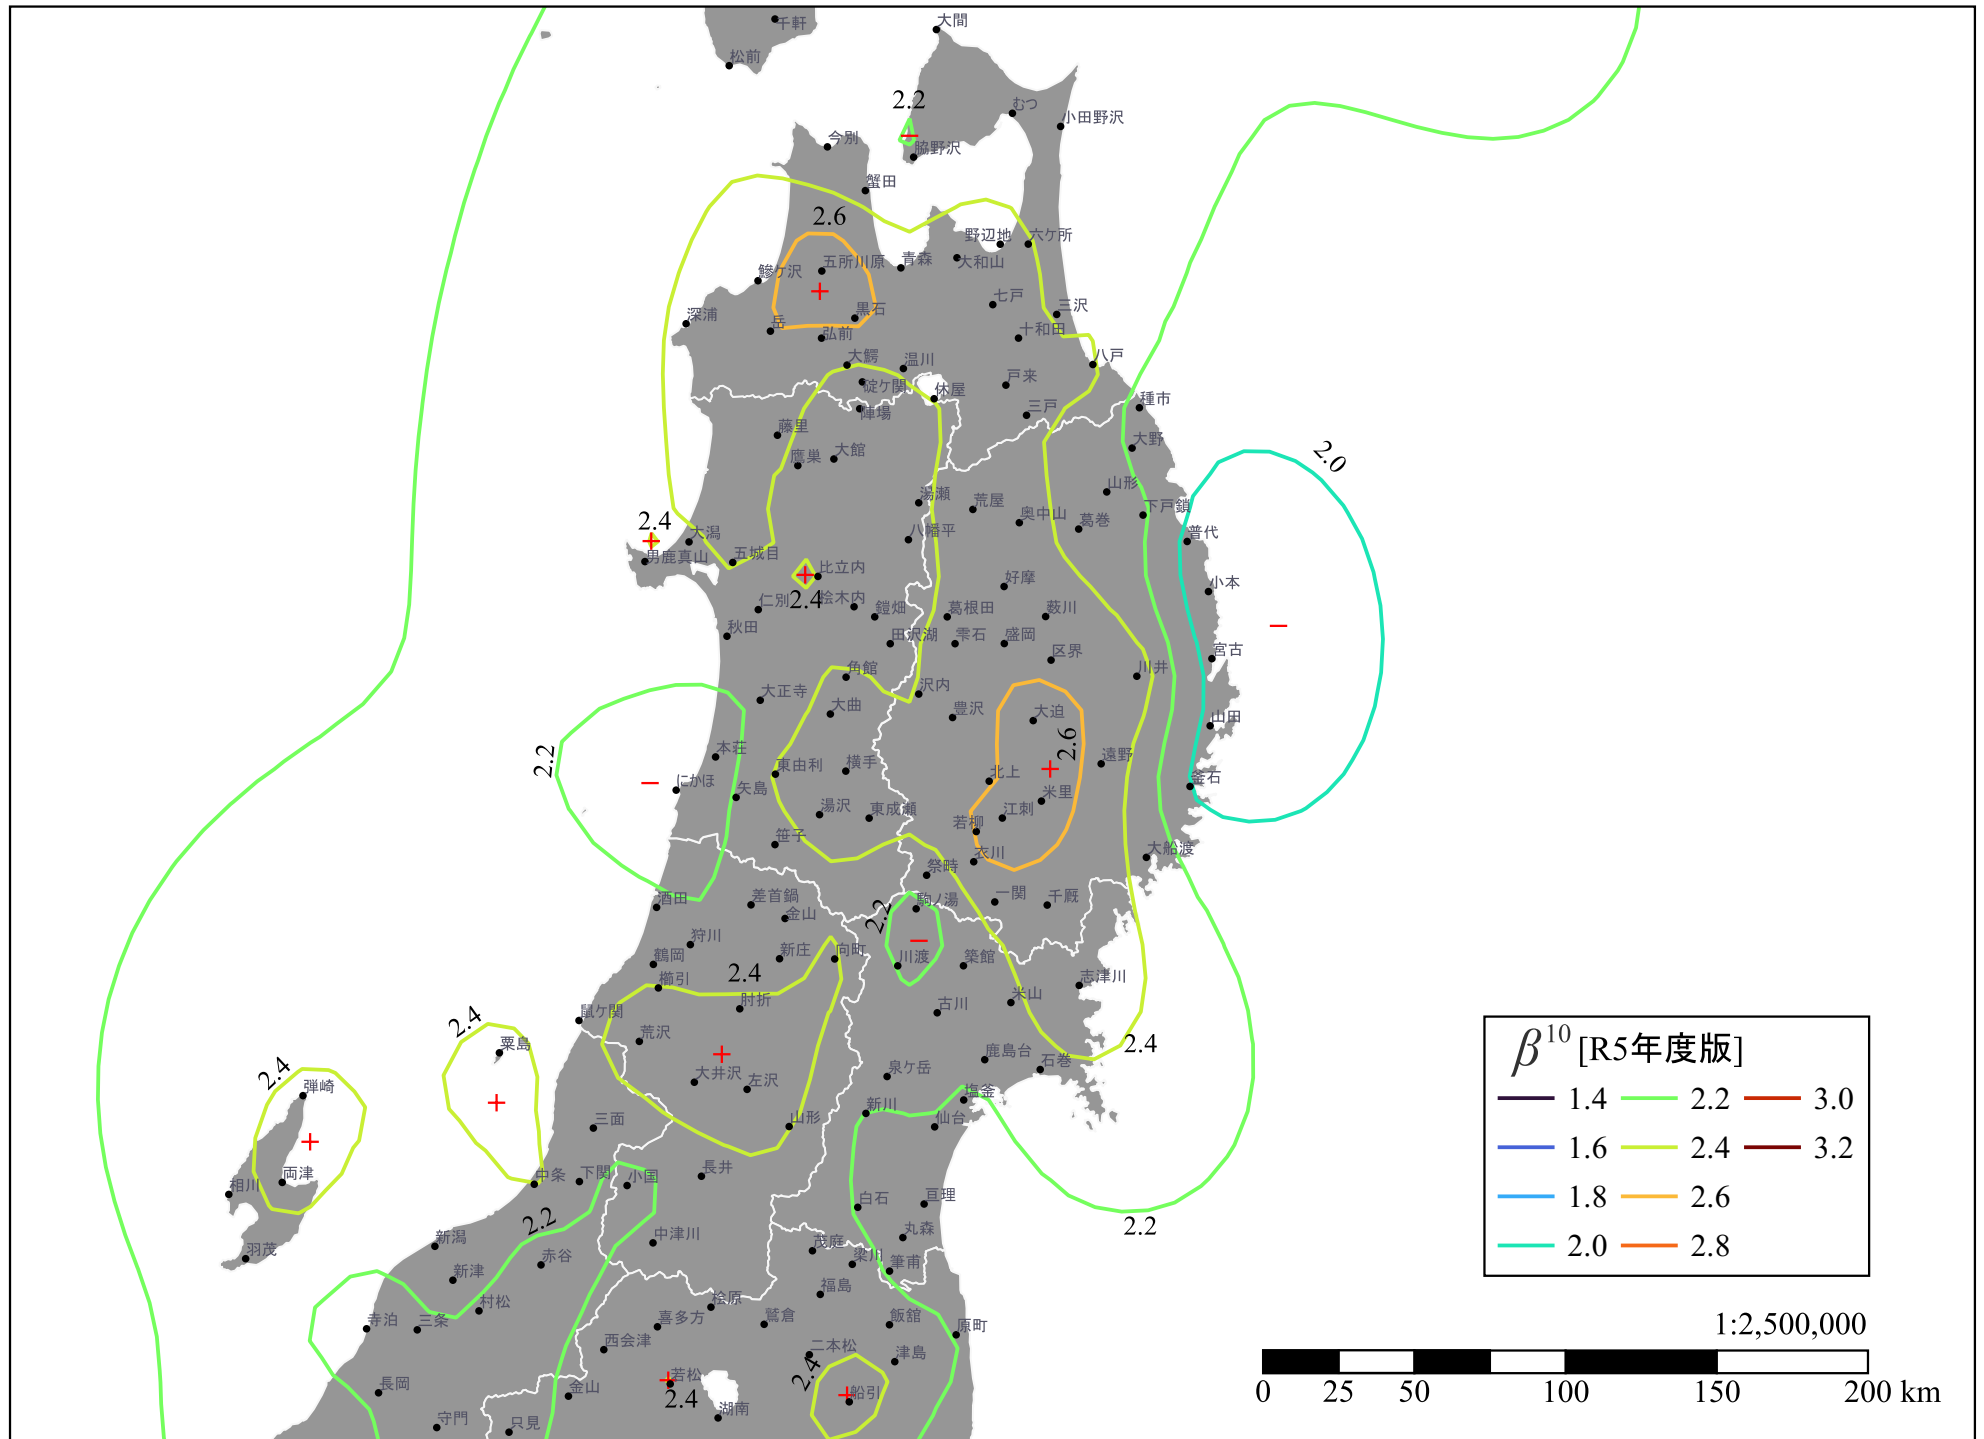 千軒
大間
松前
2.2
むつ
小田野沢
今別
脇野沢
蟹田
2.6
野辺地
六ケ所
五所川原
青森
大和山
鰺ケ沢
七戸
深浦
岳
黒石
三沢
弘前
十和田
大鰐
温川
八戸
碇ケ関
休屋
戸来
陣場
三戸
種市
藤里
大野
2.0
鷹巣
大館
山形
湯瀬
荒屋
下戸鎖
2.4
奥中山
葛巻
大潟
八幡平
普代
男鹿真山
五城目
比立内
好摩
小本
2.4
仁別
桧木内
鎧畑
葛根田
薮川
秋田
田沢湖
雫石
盛岡
区界
宮古
角館
川井
大正寺
沢内
大曲
豊沢
大迫
山田
2.6
本荘
2.2
東由利
横手
遠野
にかほ
矢島
北上
釜石
米里
湯沢
東成瀬
江刺
若柳
笹子
衣川
大船渡
祭畤
酒田
差首鍋
駒ノ湯
一関
千厩
2.2
金山
狩川
鶴岡
新庄
向町
川渡
築館
櫛引
2.4
志津川
肘折
米山
鼠ケ関
古川
2.4
荒沢
粟島
2.4
鹿島台
石巻
2.4
大井沢
左沢
泉ケ岳
弾崎
塩釜
三面
山形
新川
仙台
両津
中条
下関
小国
長井
相川
白石
亘理
2.2
2.2
新潟
中津川
丸森
羽茂
赤谷
茂庭
梁川
筆甫
新津
福島
村松
桧原
寺泊
三条
喜多方
鷲倉
飯舘
原町
西会津
二本松
津島
若松
2.4
長岡
金山
2.4
船引
湖南
守門
只見
β10 [R5年度版]
1.4 2.2 3.0
1.6 2.4 3.2
1.8 2.6
2.0 2.8
1:2,500,000
0 25 50 100 150 200 km